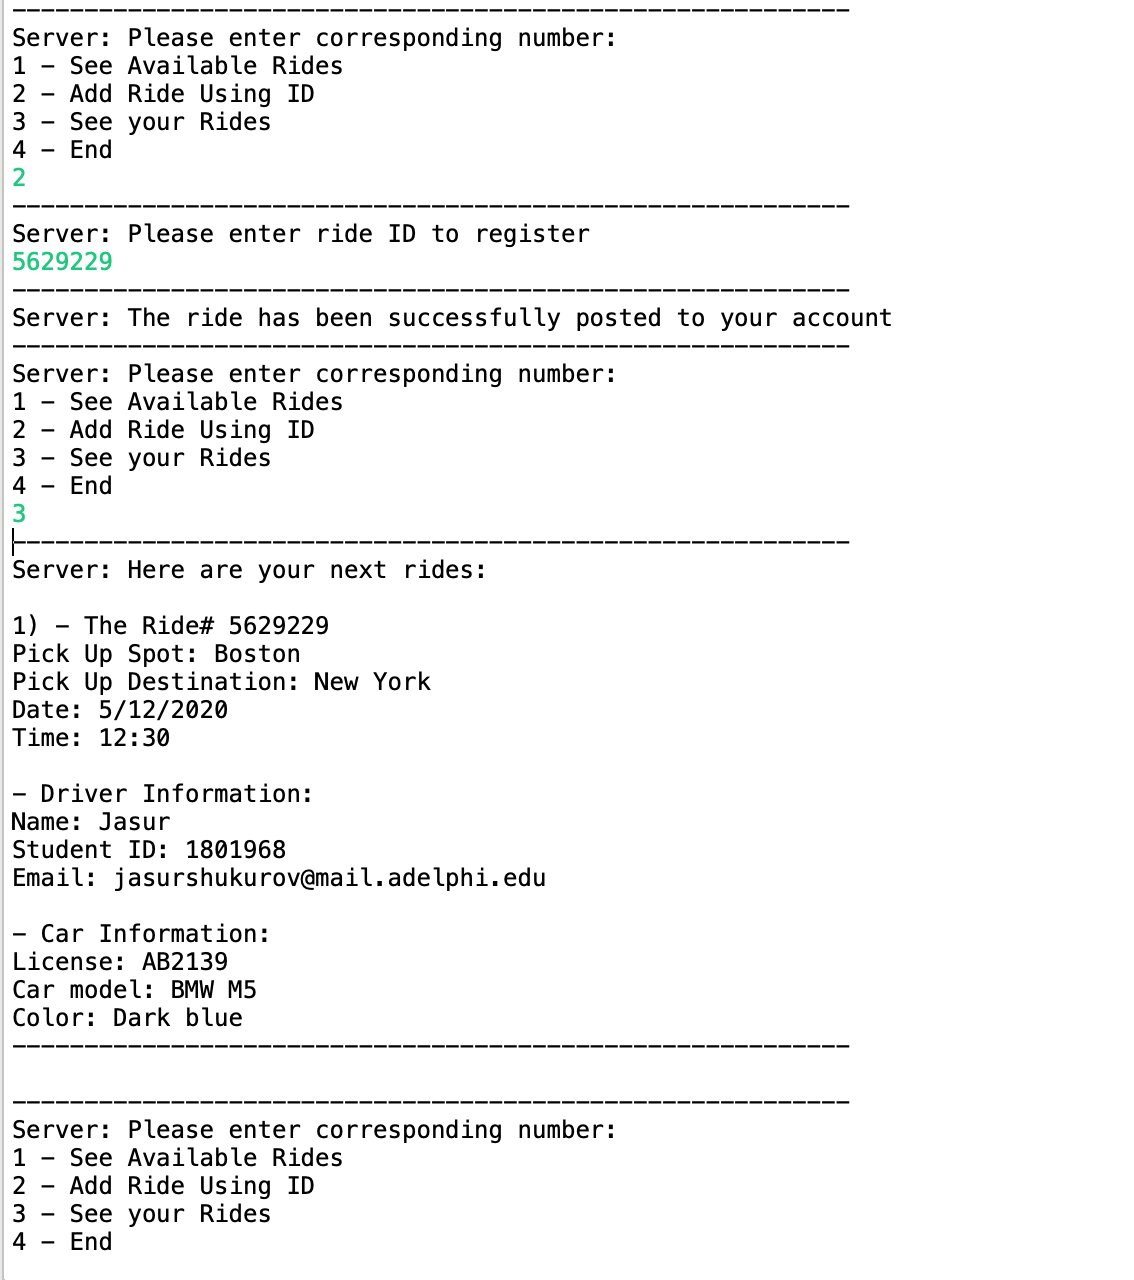 ----------------------------------------------------------
Server: Please enter corresponding number:
1 - See Available Rides
2 - Add Ride Using ID
3 - See your Rides
4 - End
2
----------------------------------------------------------
Server: Please enter ride ID to register
5629229
----------------------------------------------------------
Server: The ride has been successfully posted to your account
----------------------------------------------------------
Server: Please enter corresponding number:
1 - See Available Rides
2 - Add Ride Using ID
3 - See your Rides
4 - End
3
----------------------------------------------------------
Server: Here are your next rides:

1) - The Ride# 5629229
Pick Up Spot: Boston
Pick Up Destination: New York
Date: 5/12/2020
Time: 12:30

- Driver Information:
Name: Jasur
Student ID: 1801968
Email: jasurshukurov@mail.adelphi.edu

- Car Information:
License: AB2139
Car model: BMW M5
Color: Dark blue
----------------------------------------------------------

----------------------------------------------------------
Server: Please enter corresponding number:
1 - See Available Rides
2 - Add Ride Using ID
3 - See your Rides
4 - End